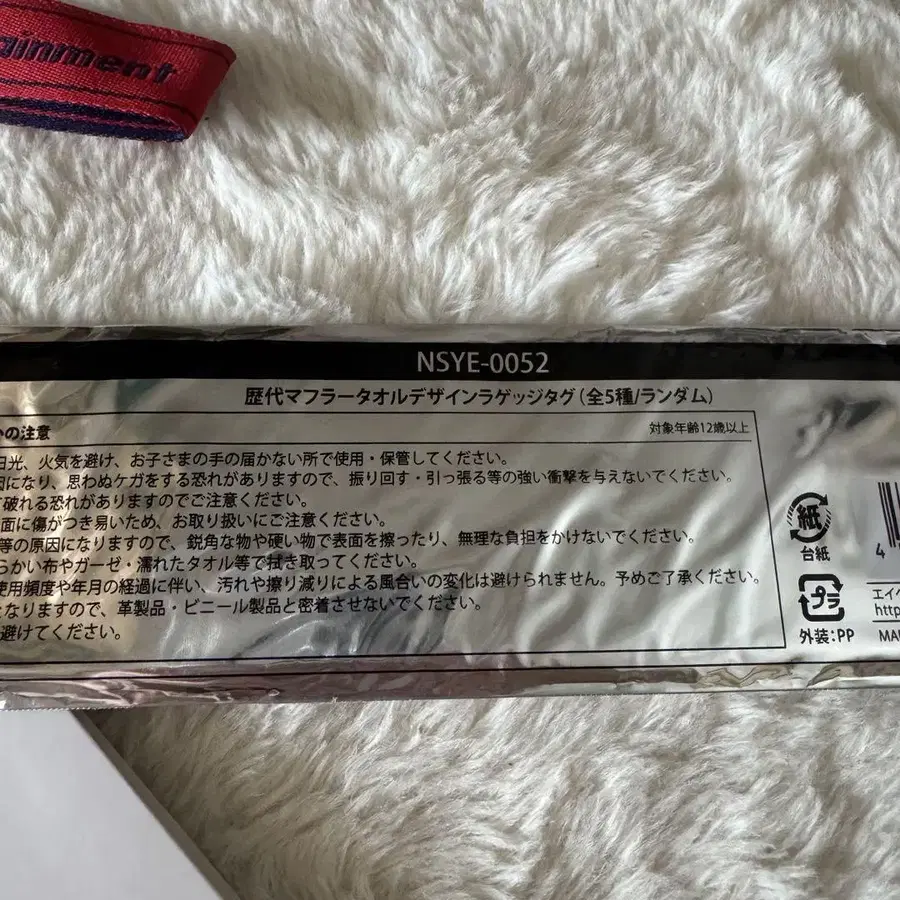 ainment
NSYE-0052
歴代マフラータオルデザインラゲッジタグ(全5種/ランダム)
の注意
対象年齢12歳以上
日光、火気を避け、お子さまの手の届かない所で使用・保管してください。
因になり、思わぬケガをする恐れがありますので、振り回す・引っ張る等の強い衝撃を与えないでください。
破れる恐れがありますのでご注意ください。
面に傷がつき易いため、お取り扱いにご注意ください。
等の原因になりますので、鋭角な物や硬い物で表面を擦ったり、無理な負担をかけないでください。
らかい布やガーゼ・濡れたタオル等で拭き取ってください。
使用頻度や年月の経過に伴い、汚れや擦り減りによる風合いの変化は避けられません。予めご了承ください。
となりますので、革製品・ビニール製品と密着させないでください。
避けてください。
紙
台紙
プラ
外装:PP
4
エイベ
http
MA